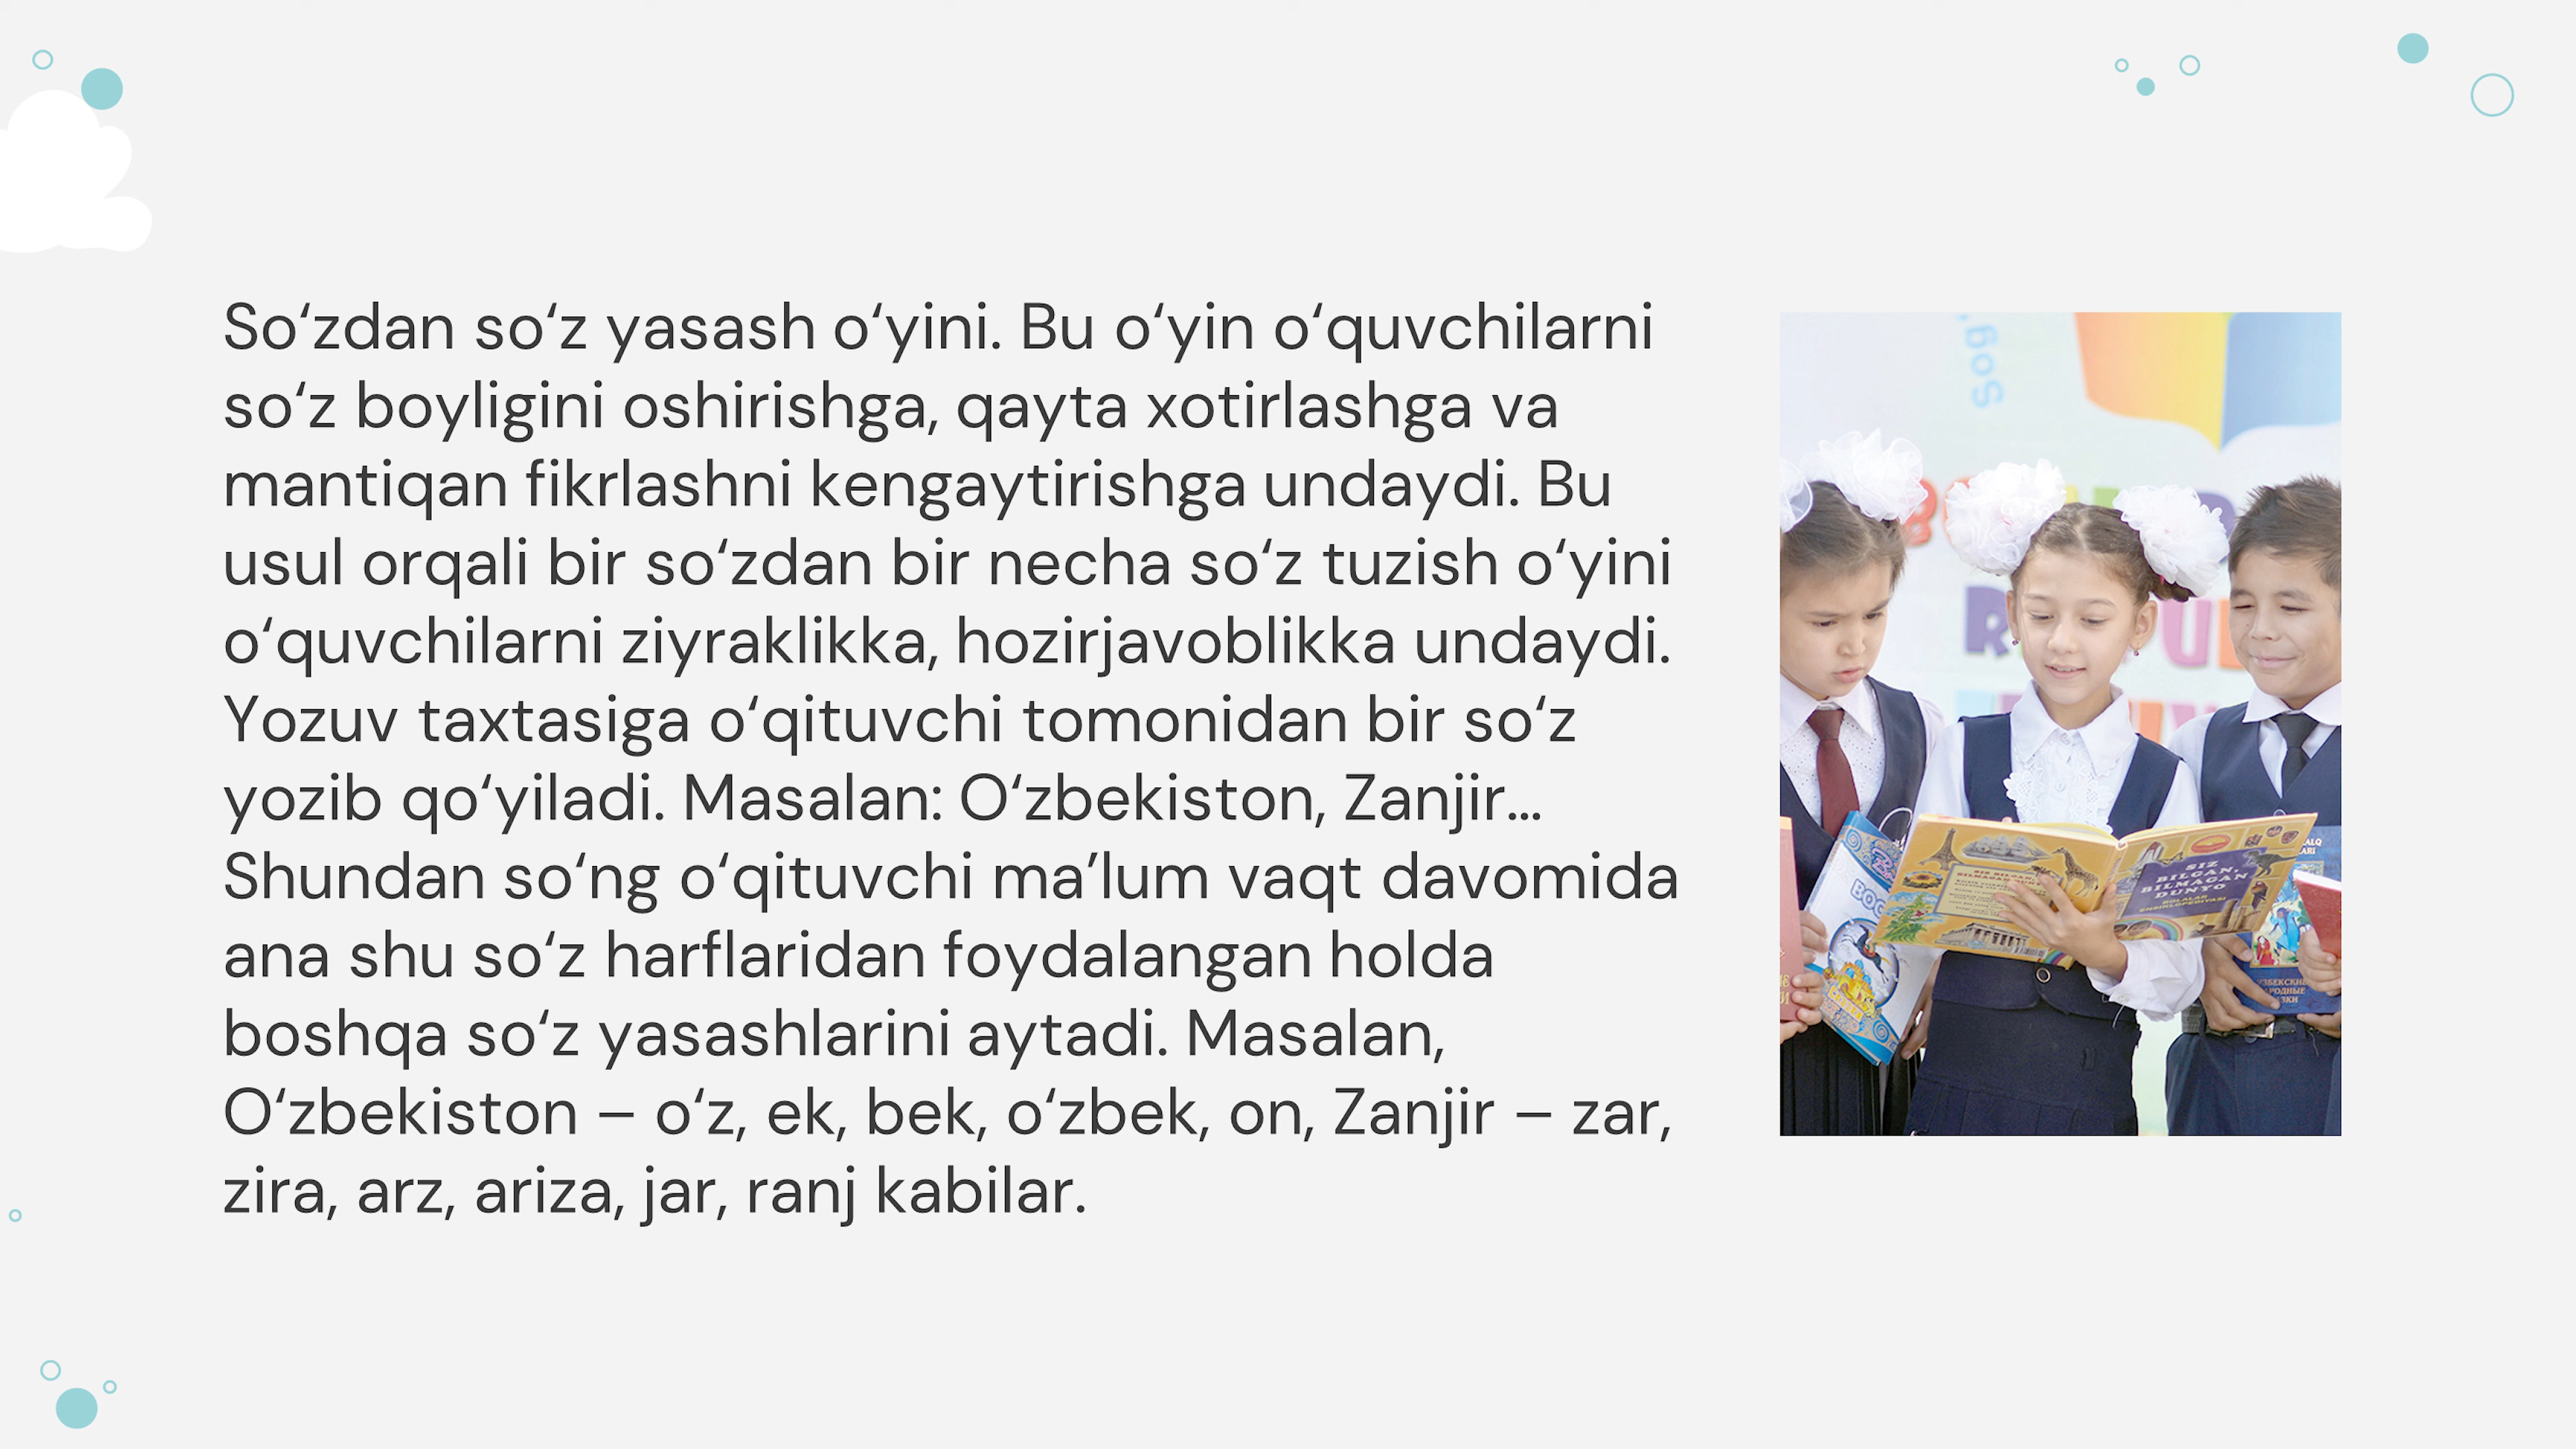 So‘zdan so‘z yasash o‘yini. Bu o‘yin o‘quvchilarni
so‘z boyligini oshirishga, qayta xotirlashga va
mantiqan fikrlashni kengaytirishga undaydi. Bu
usul orqali bir so‘zdan bir necha so‘z tuzish o‘yini
o‘quvchilarni ziyraklikka, hozirjavoblikka undaydi.
Yozuv taxtasiga o‘qituvchi tomonidan bir so‘z
yozib qo‘yiladi. Masalan: O‘zbekiston, Zanjir…
Shundan so‘ng o‘qituvchi ma’lum vaqt davomida
ana shu so‘z harflaridan foydalangan holda
boshqa so‘z yasashlarini aytadi. Masalan,
O‘zbekiston – o‘z, ek, bek, o‘zbek, on, Zanjir – zar,
zira, arz, ariza, jar, ranj kabilar.
SIZ
BILGAN,
BILMAGAN
DUNYO